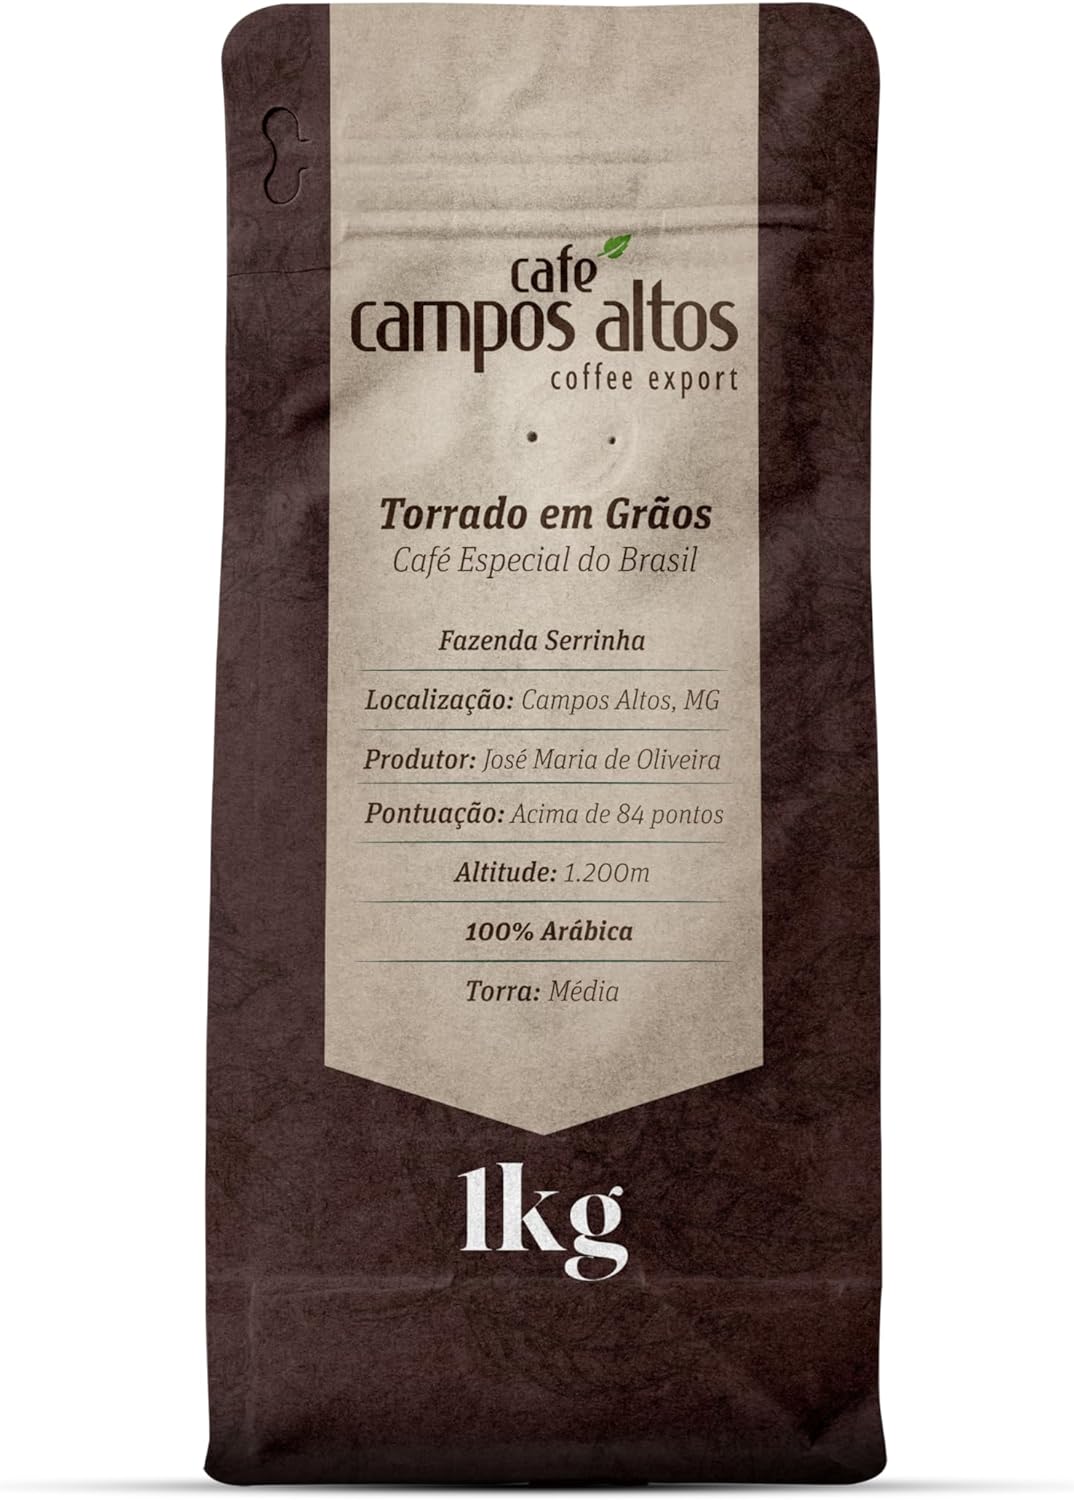 café
campos altos
coffee export
Torrado em Grãos
Café Especial do Brasil
Fazenda Serrinha
Localização: Campos Altos, MG
Produtor: José Maria de Oliveira
Pontuação: Acima de 84 pontos
Altitude: 1.200m
100% Arábica
Torra: Média
1kg